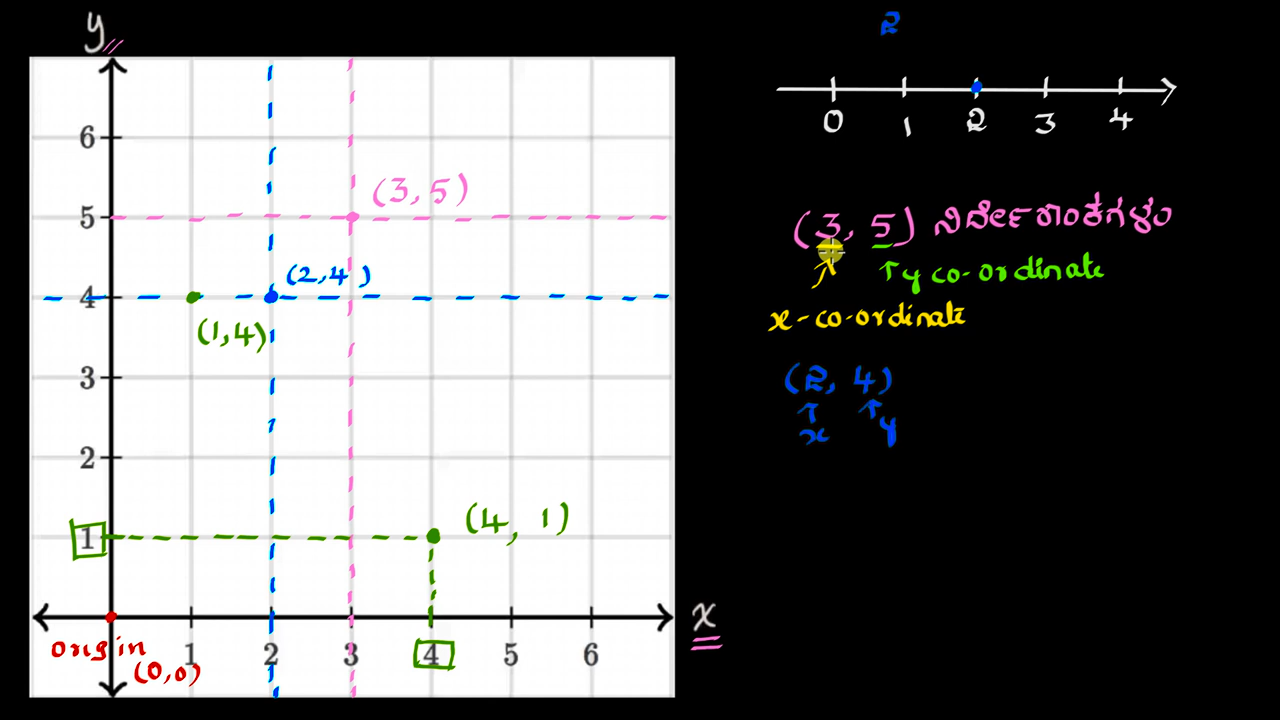 y
6
5
4
3
2
1
(3,5)
(2,4)
(1,4)
(4, 1)
origin
(0,0)
1 2 3 4 5 6
x
2
0 1 2 3 4
(3, 5) ನಿರ್ದೇಶಾಂಕಗಳು
y co-ordinate
x-co-ordinate
(2, 4)
x y